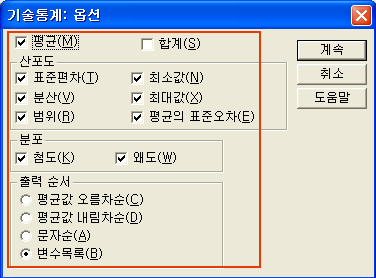 기술통계: 옵션
평균(M) 합계(S)
산포도
표준편차(T) 최소값(N)
분산(V) 최대값(X)
범위(R) 평균의 표준오차(E)
분포
첨도(K) 왜도(W)
출력 순서
평균값 오름차순(C)
평균값 내림차순(D)
문자순(A)
변수목록(B)
계속
취소
도움말